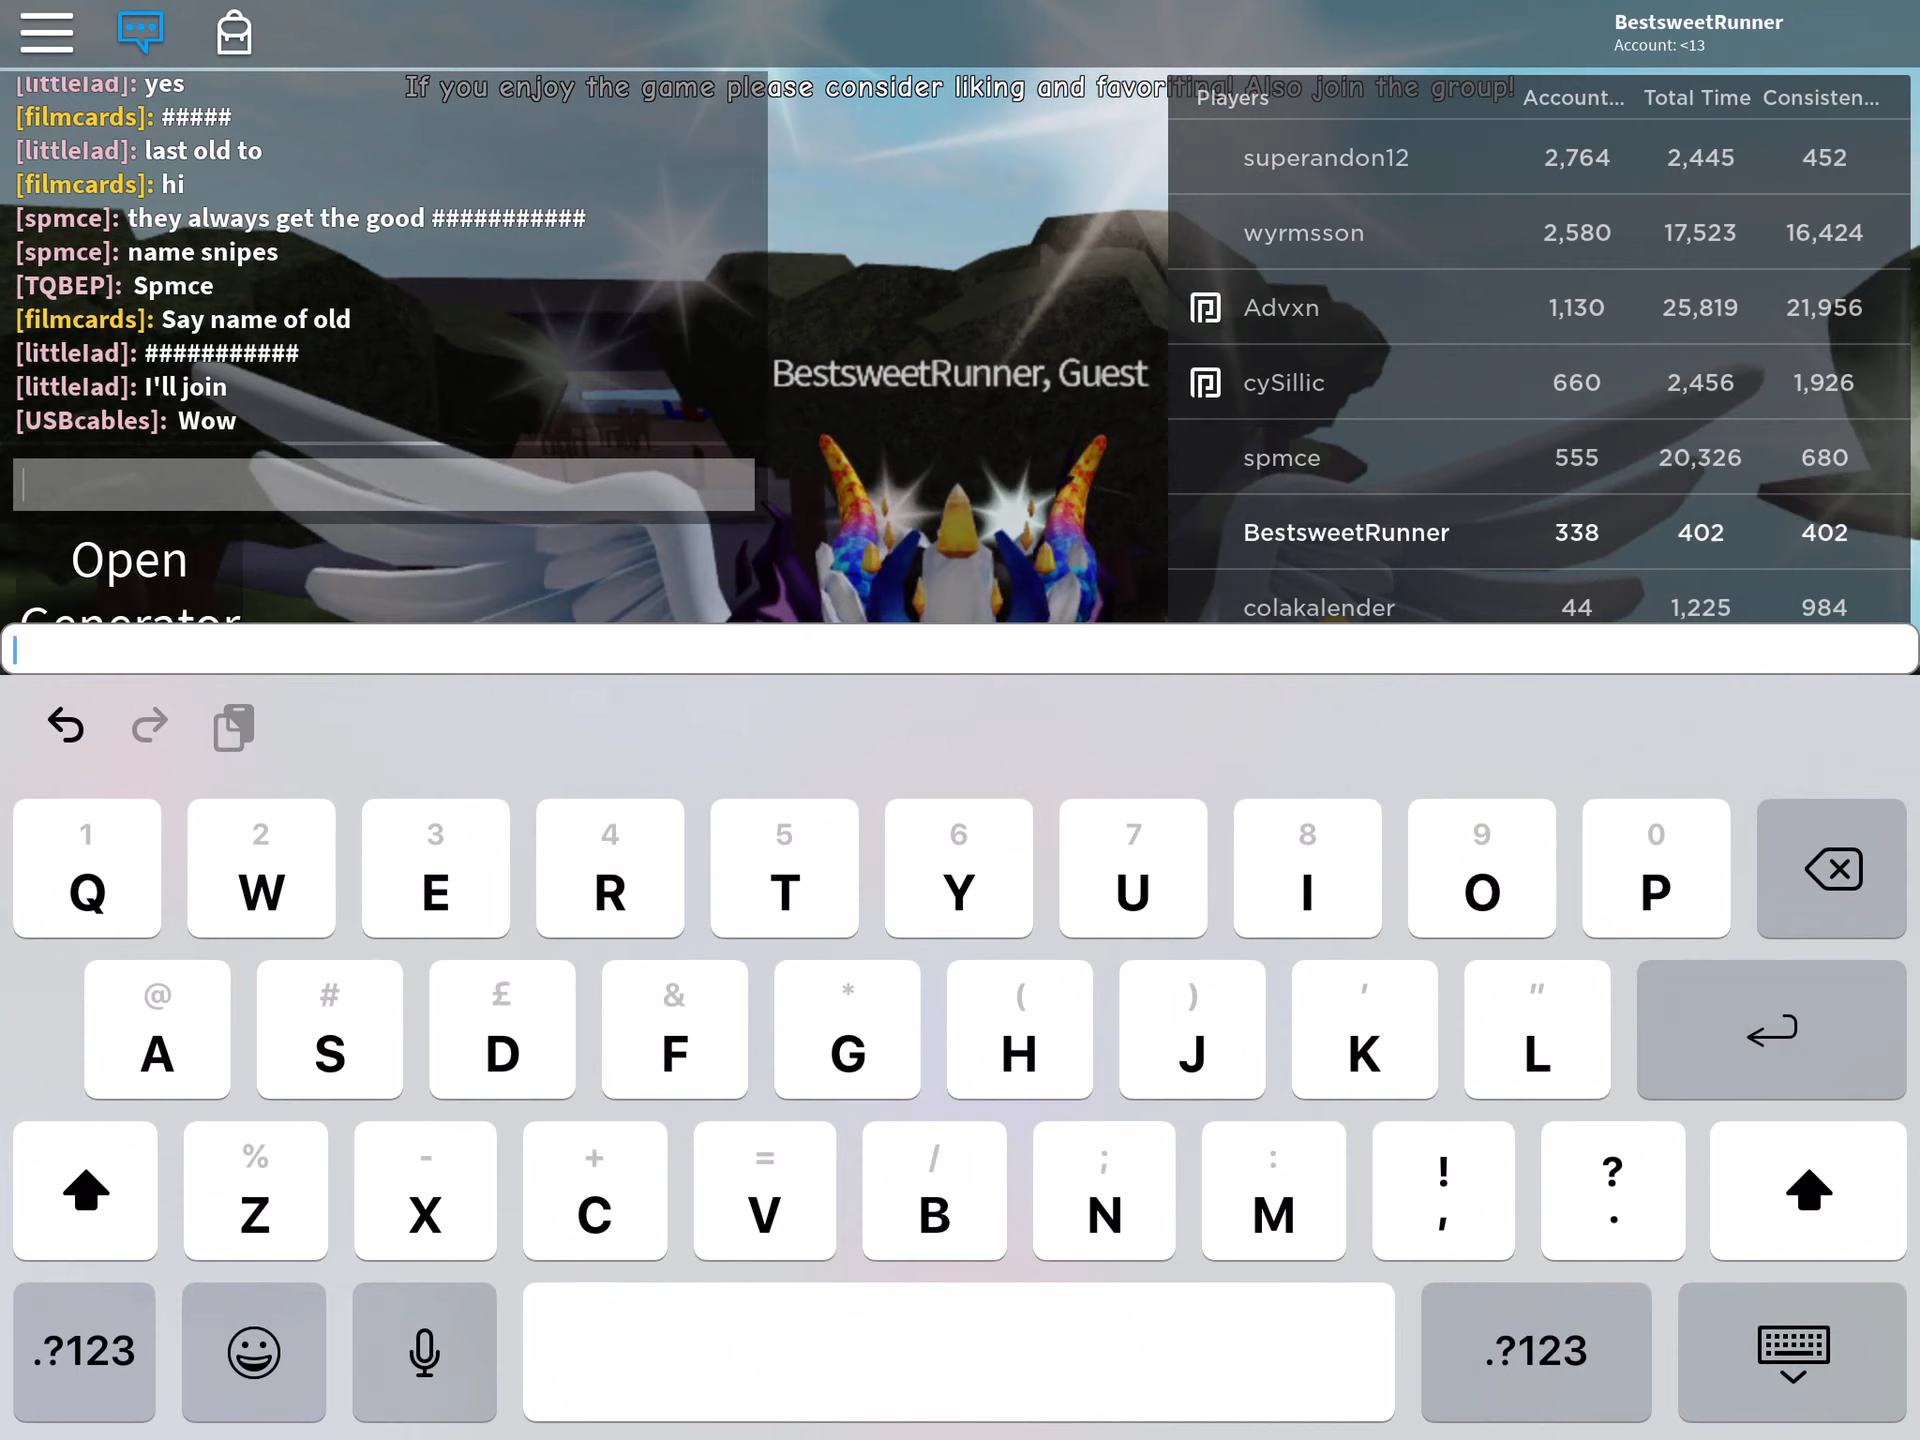 BestsweetRunner
Account: <13
If you enjoy the game please consider liking and favoriting! Also join the group!
[littleIad]: yes
[filmcards]: #####
[littleIad]: last old to
[filmcards]: hi
[spmce]: they always get the good ###########
[spmce]: name snipes
[TQBEP]: Spmce
[filmcards]: Say name of old
[littleIad]: ###########
[littleIad]: I'll join
[USBcables]: Wow
Open
Generator
BestsweetRunner, Guest
Players Account... Total Time Consisten...
superandon12 2,764 2,445 452
wyrmsson 2,580 17,523 16,424
Advxn 1,130 25,819 21,956
cySillic 660 2,456 1,926
spmce 555 20,326 680
BestsweetRunner 338 402 402
colakalender 44 1,225 984
1 2 3 4 5 6 7 8 9 0
Q W E R T Y U I O P
@ # £ & * ( ) ' "
A S D F G H J K L
% - + = / ; : ! ?
Z X C V B N M , .
.?123 .?123